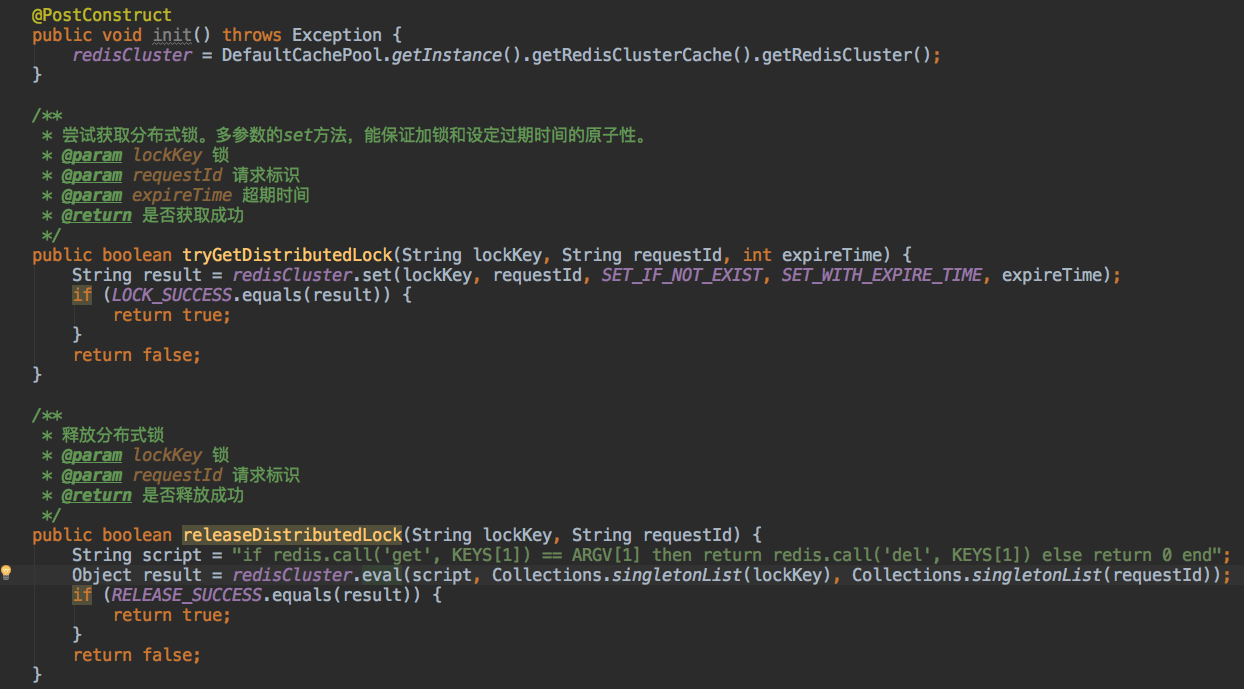 @PostConstruct
public void init() throws Exception {
redisCluster = DefaultCachePool.getInstance().getRedisClusterCache().getRedisCluster();
}
/**
* 尝试获取分布式锁。多参数的set方法，能保证加锁和设定过期时间的原子性。
* @param lockKey 锁
* @param requestId 请求标识
* @param expireTime 超期时间
* @return 是否获取成功
*/
public boolean tryGetDistributedLock(String lockKey, String requestId, int expireTime) {
String result = redisCluster.set(lockKey, requestId, SET_IF_NOT_EXIST, SET_WITH_EXPIRE_TIME, expireTime);
if (LOCK_SUCCESS.equals(result)) {
return true;
}
return false;
}
/**
* 释放分布式锁
* @param lockKey 锁
* @param requestId 请求标识
* @return 是否释放成功
*/
public boolean releaseDistributedLock(String lockKey, String requestId) {
String script = "if redis.call('get', KEYS[1]) == ARGV[1] then return redis.call('del', KEYS[1]) else return 0 end";
Object result = redisCluster.eval(script, Collections.singletonList(lockKey), Collections.singletonList(requestId));
if (RELEASE_SUCCESS.equals(result)) {
return true;
}
return false;
}